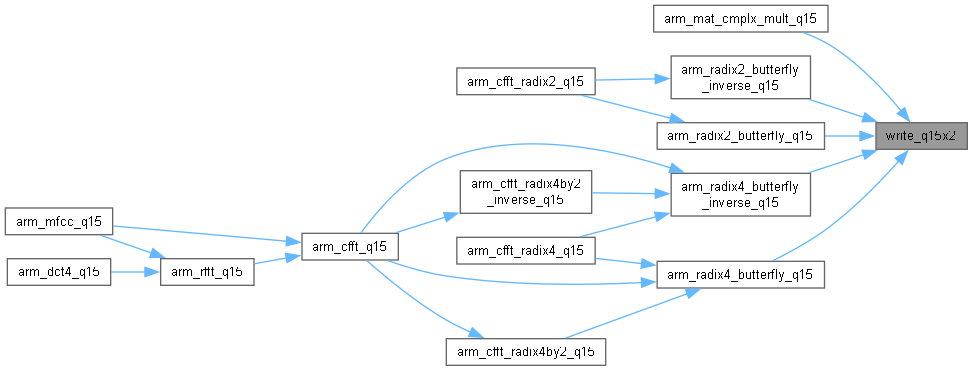 arm_mat_cmplx_mult_q15
arm_radix2_butterfly
_inverse_q15
arm_cfft_radix2_q15
arm_radix2_butterfly_q15
write_q15x2
arm_cfft_radix4by2
_inverse_q15
arm_radix4_butterfly
_inverse_q15
arm_mfcc_q15
arm_cfft_q15
arm_cfft_radix4_q15
arm_dct4_q15
arm_rfft_q15
arm_radix4_butterfly_q15
arm_cfft_radix4by2_q15